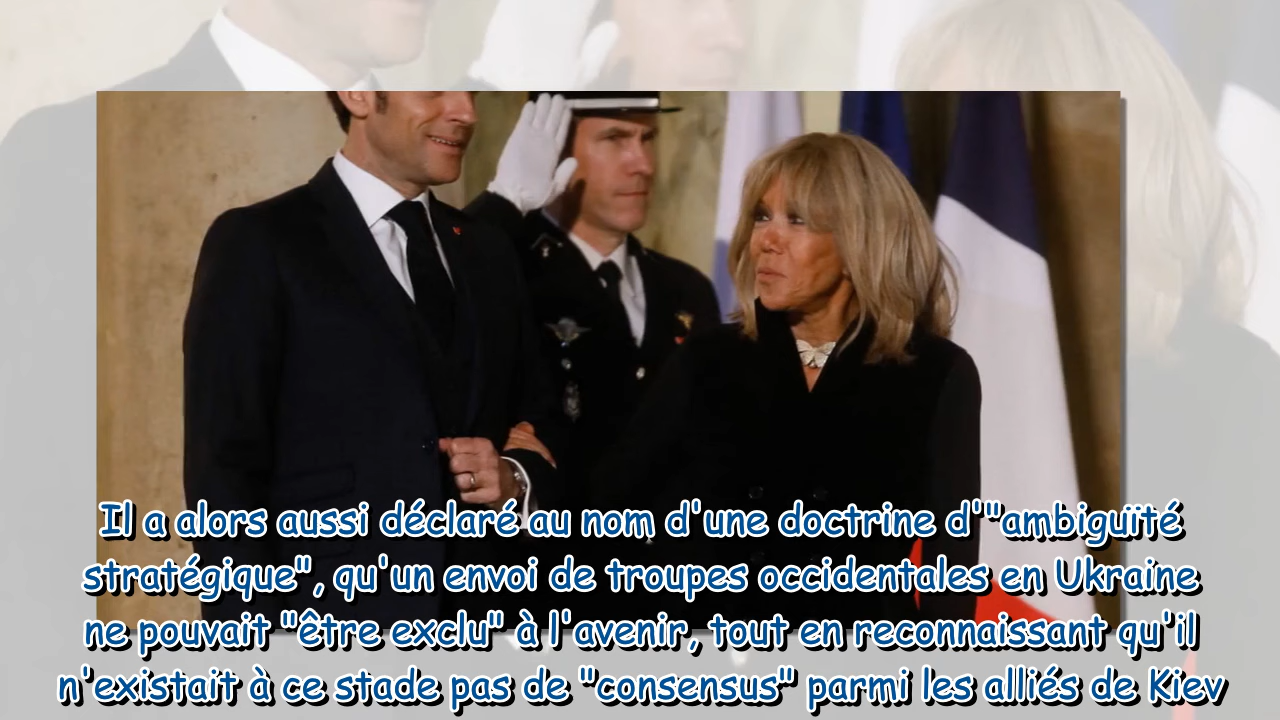 Il a alors aussi déclaré au nom d'une doctrine d'"ambiguïté
stratégique", qu'un envoi de troupes occidentales en Ukraine
ne pouvait "être exclu" à l'avenir, tout en reconnaissant qu'il
n'existait à ce stade pas de "consensus" parmi les alliés de Kiev